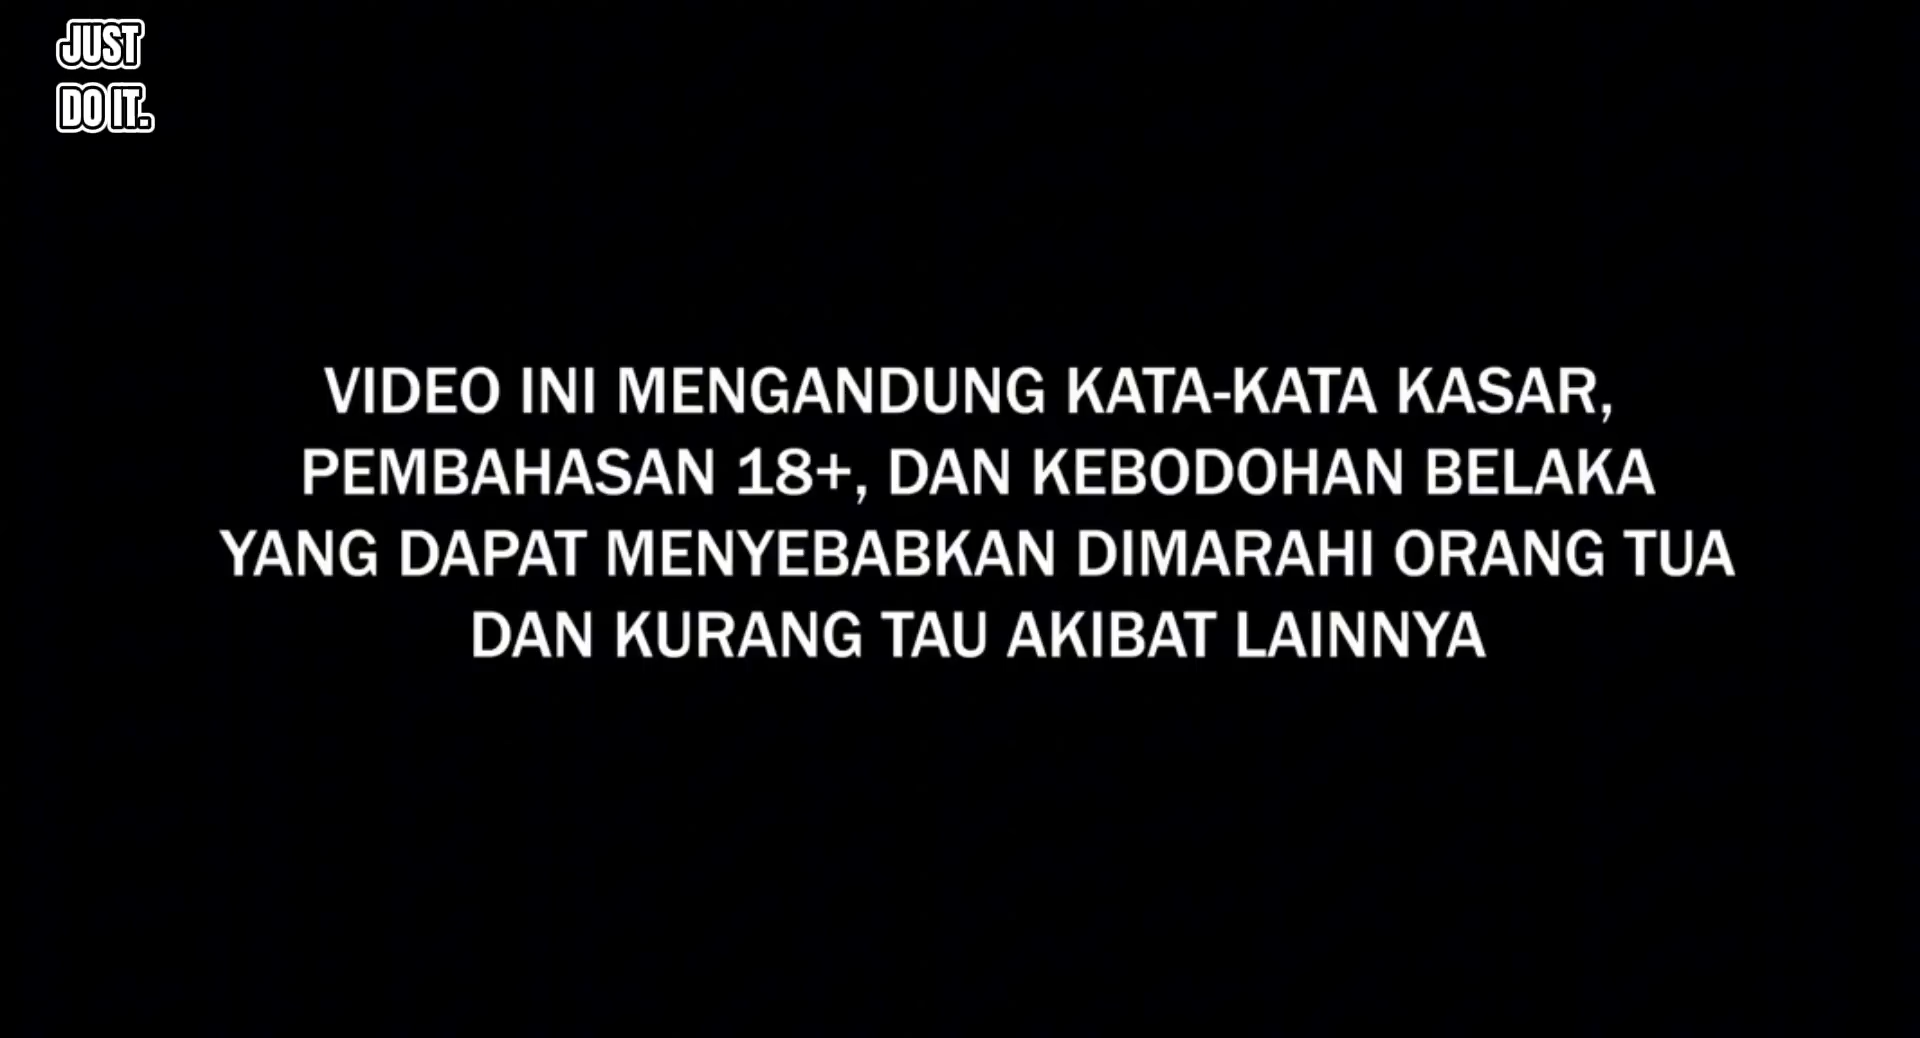 JUST
DO IT.
VIDEO INI MENGANDUNG KATA-KATA KASAR,
PEMBAHASAN 18+, DAN KEBODOHAN BELAKA
YANG DAPAT MENYEBABKAN DIMARAHI ORANG TUA
DAN KURANG TAU AKIBAT LAINNYA